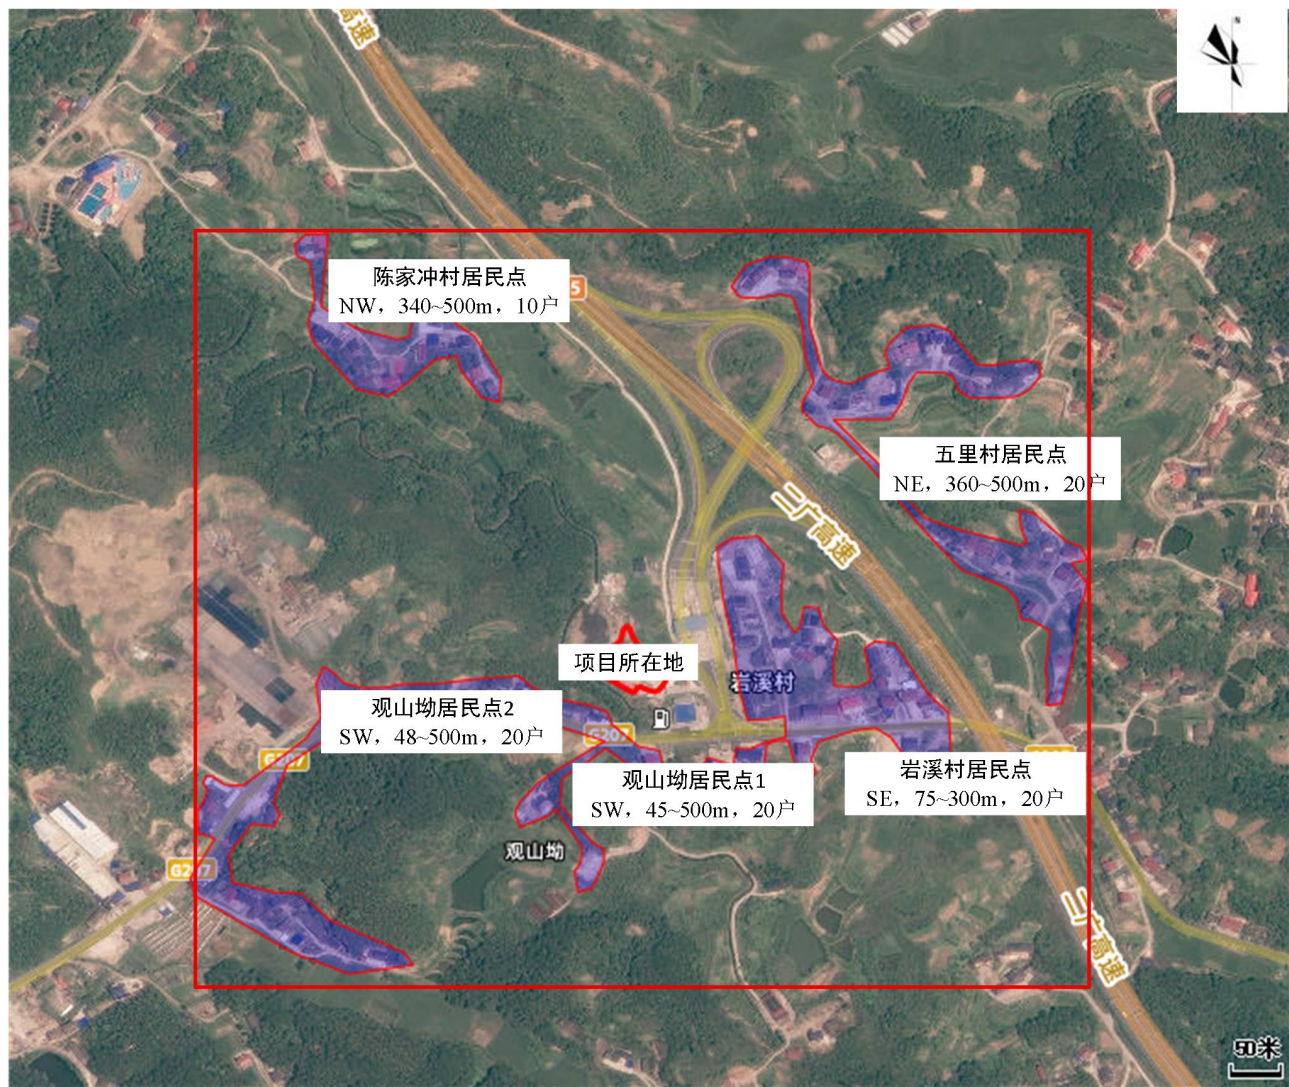 高速
N
陈家冲村居民点
NW，340~500m，10户
5
五里村居民点
NE，360~500m，20户
二广高速
项目所在地
岩溪村
观山坳居民点2
SW，48~500m，20户
G207
G207
观山坳居民点1
SW，45~500m，20户
岩溪村居民点
SE，75~300m，20户
观山坳
G207
二广高速
50米